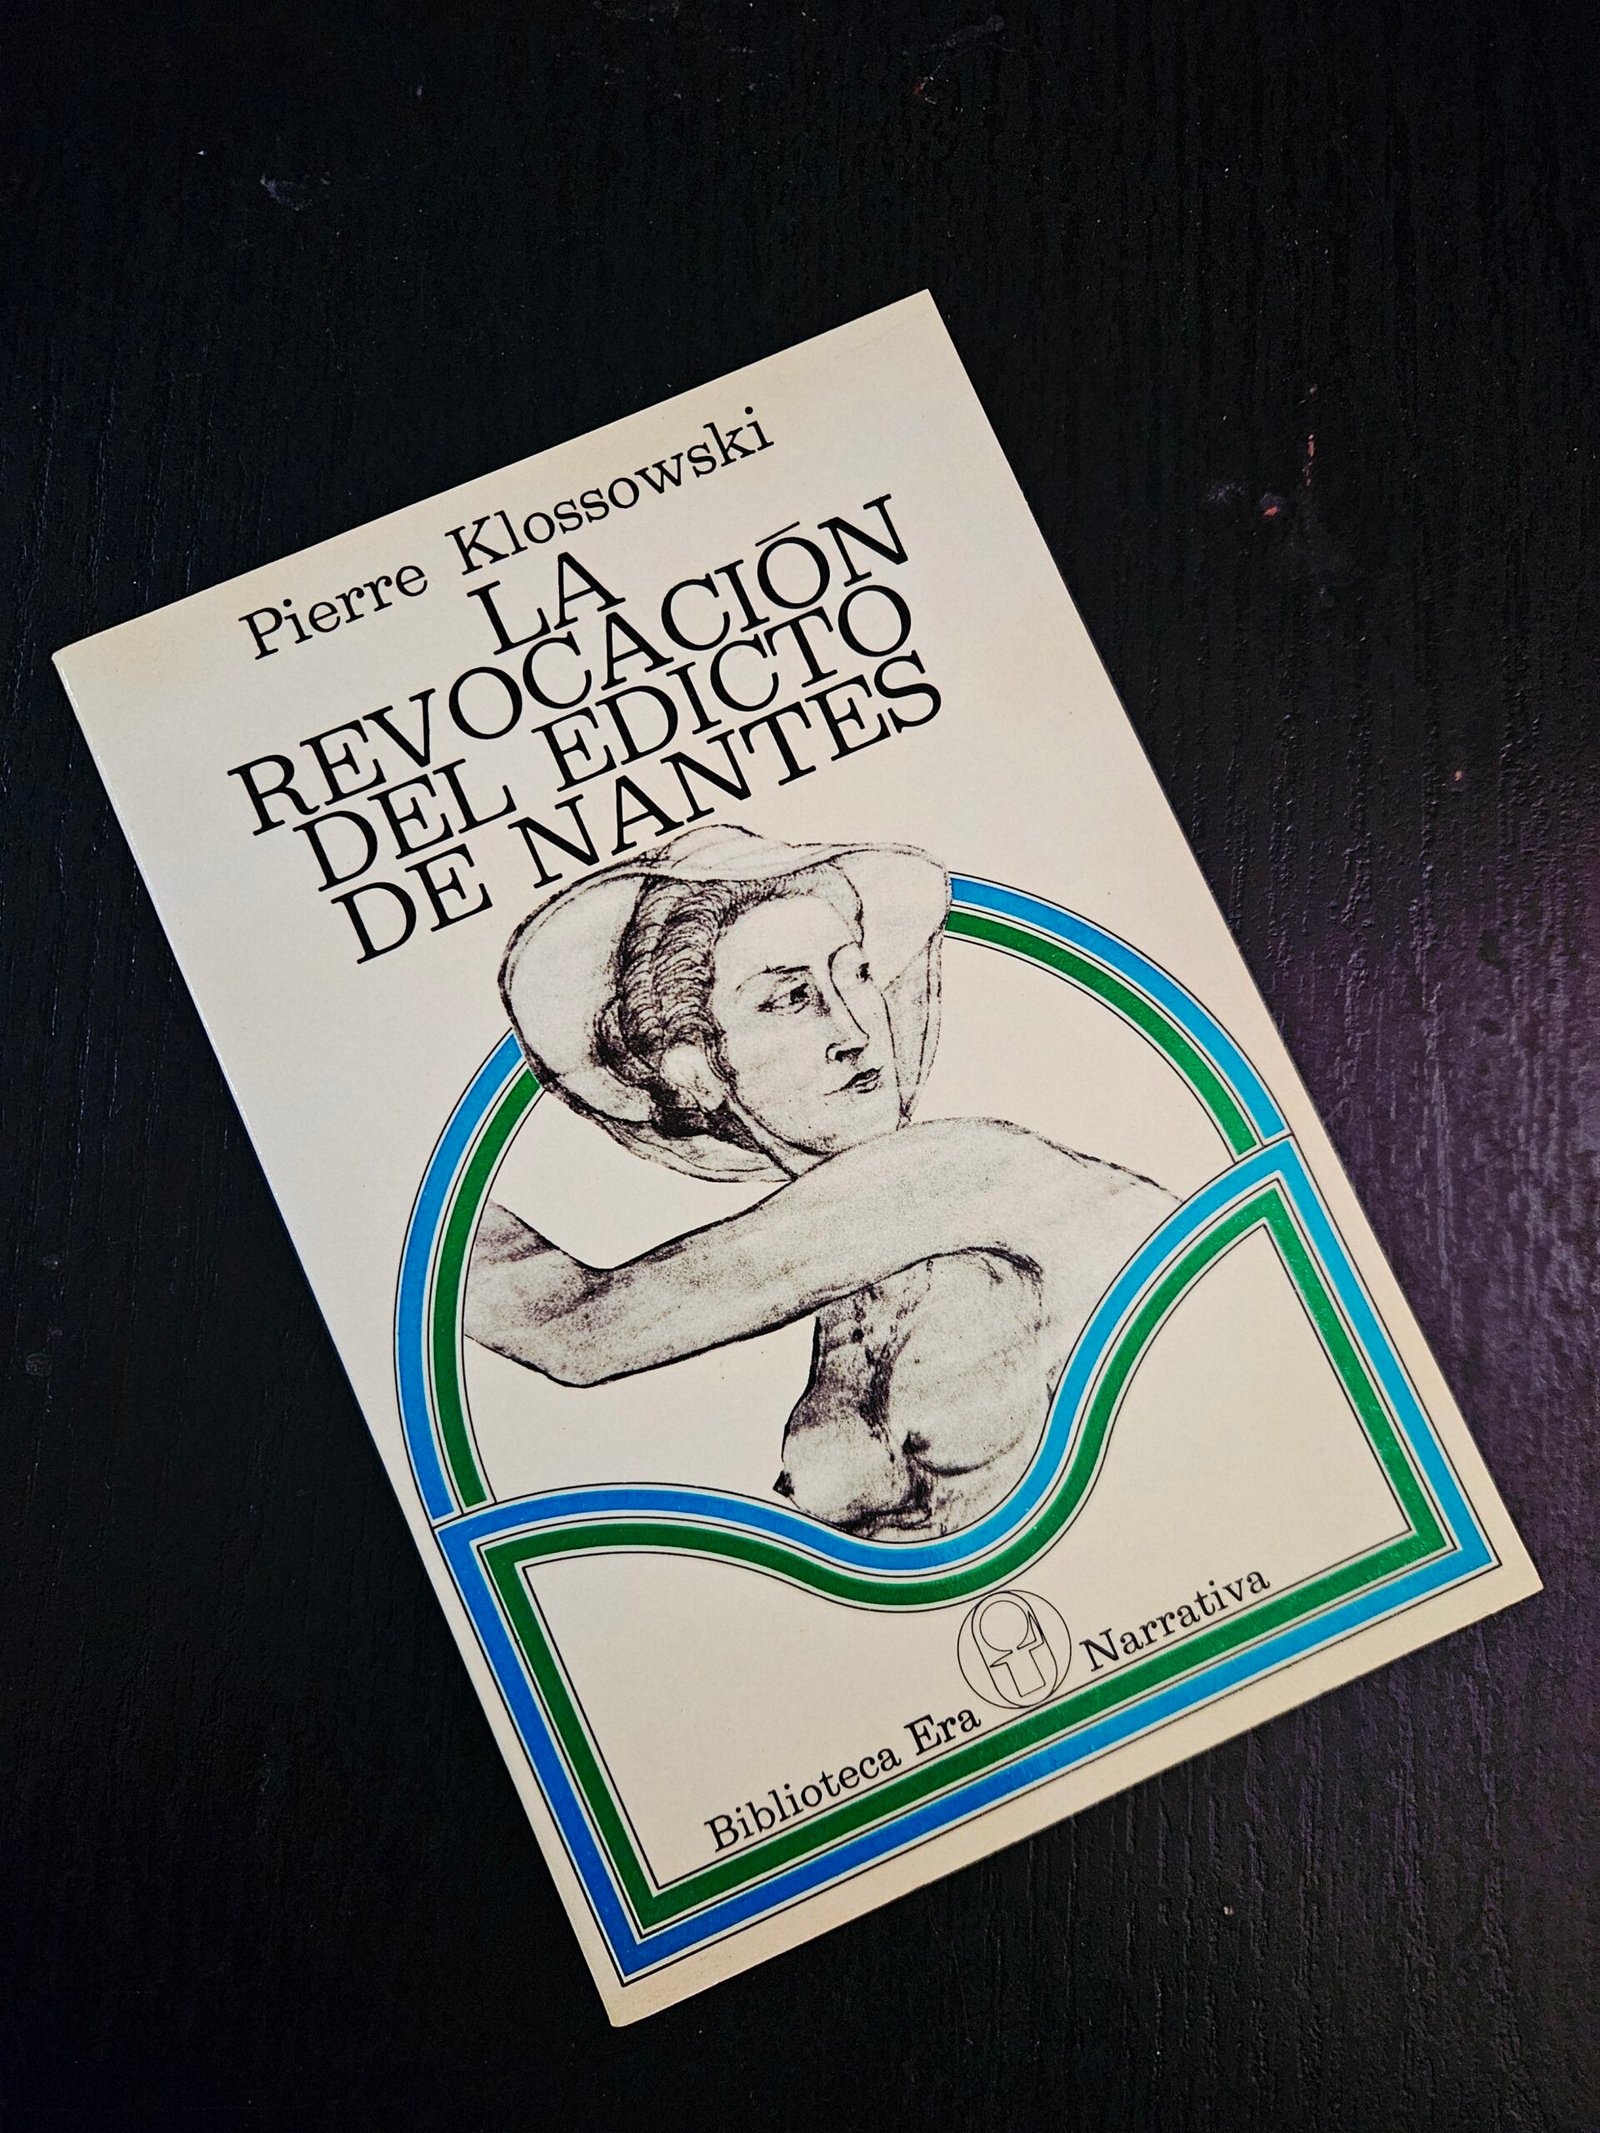 Pierre Klossowski
LA
REVOCACIÓN
DEL EDICTO
DE NANTES
Biblioteca Era Narrativa